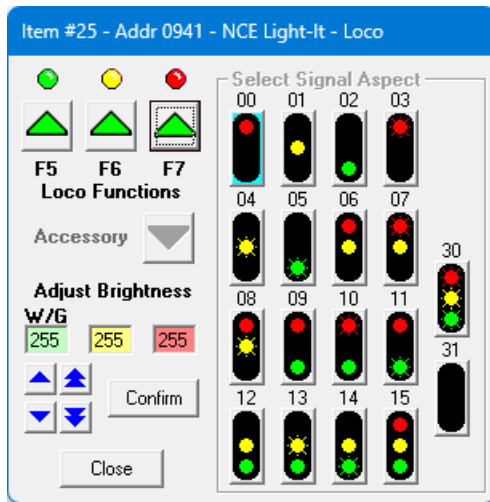 Item #25 - Addr 0941 - NCE Light-It - Loco
Select Signal Aspect
00 01 02 03
F5 F6 F7
Loco Functions
04 05 06 07
Accessory
30
Adjust Brightness
08 09 10 11
W/G
255 255 255
31
Confirm
12 13 14 15
Close